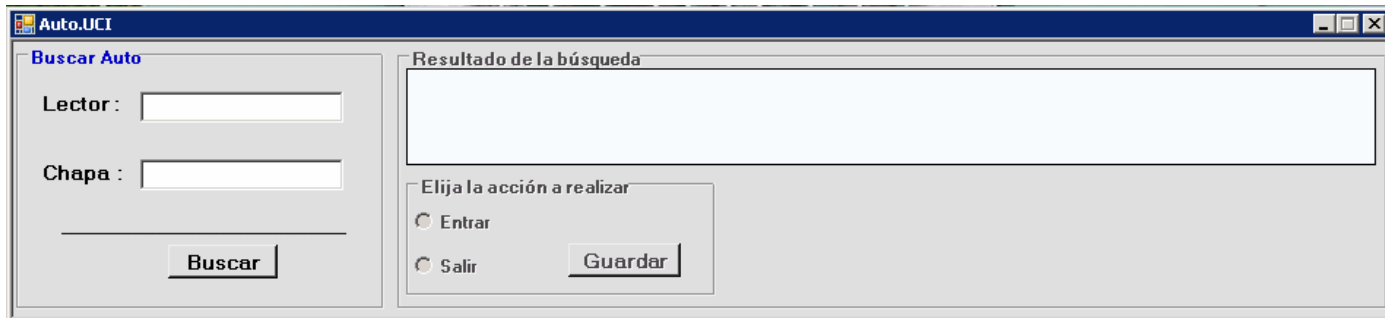 Auto.UCI
Buscar Auto
Lector :
Chapa :
Buscar
Resultado de la búsqueda
Elija la acción a realizar
Entrar
Salir
Guardar